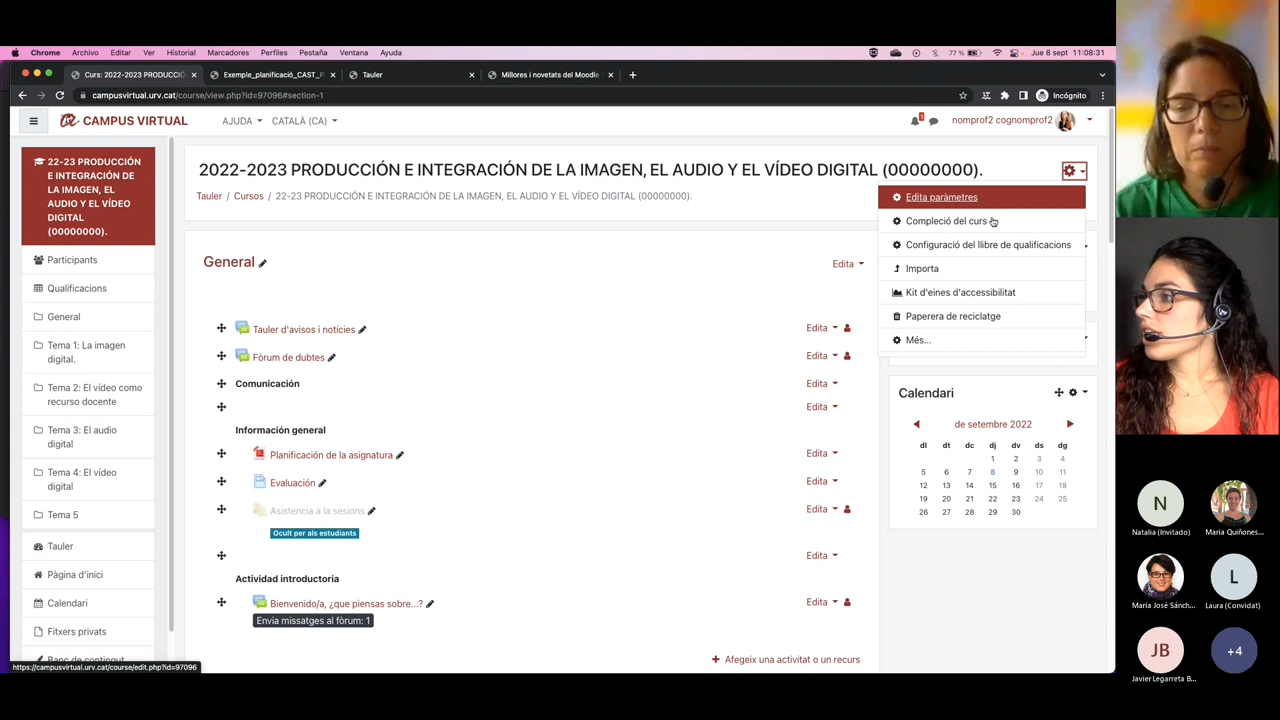 Chrome Arxiu Editar Ver Historial Marcadores Perfiles Pestaña Ventana Ayuda
77 % Jue 8 sept 11:08:31
Curs: 2022-2023 PRODUCCIÓ
Exemple_planificació_CAST_P
Tauler
Millores i novetats del Moodle
campusvirtual.urv.cat/course/view.php?id=97096#section-1
Incógnito
CAMPUS VIRTUAL
AJUDA
CATALÀ (CA)
1
nomprof2 cognomprof2
22-23 PRODUCCIÓN
E INTEGRACIÓN DE
LA IMAGEN, EL
AUDIO Y EL VÍDEO
DIGITAL
(00000000).
Participants
Qualificacions
General
Tema 1: La imagen
digital.
Tema 2: El vídeo como
recurso docente
Tema 3: El audio
digital
Tema 4: El vídeo
digital
Tema 5
Tauler
Pàgina d'inici
Calendari
Fitxers privats
Banc de contingut
https://campusvirtual.urv.cat/course/edit.php?id=97096
2022-2023 PRODUCCIÓN E INTEGRACIÓN DE LA IMAGEN, EL AUDIO Y EL VÍDEO DIGITAL (00000000).
Tauler / Cursos / 22-23 PRODUCCIÓN E INTEGRACIÓN DE LA IMAGEN, EL AUDIO Y EL VÍDEO DIGITAL (00000000).
Edita paràmetres
Compleció del curs
Configuració del llibre de qualificacions
Importa
Kit d'eines d'accessibilitat
Paperera de reciclatge
Més...
General
Edita
Tauler d'avisos i notícies
Edita
Fòrum de dubtes
Edita
Comunicación
Edita
Edita
Información general
Planificación de la asignatura
Edita
Evaluación
Edita
Asistencia a la sesions
Edita
Ocult per als estudiants
Edita
Actividad introductoria
Bienvenido/a, ¿que piensas sobre...?
Edita
Envia missatges al fòrum: 1
Afegeix una activitat o un recurs
Calendari
de setembre 2022
dl dt dc dj dv ds dg
1 2 3 4
5 6 7 8 9 10 11
12 13 14 15 16 17 18
19 20 21 22 23 24 25
26 27 28 29 30
N
Natalia (Invitado)
Maria Quiñones...
María José Sánch...
L
Laura (Convidat)
JB
Javier Legarreta B...
+4